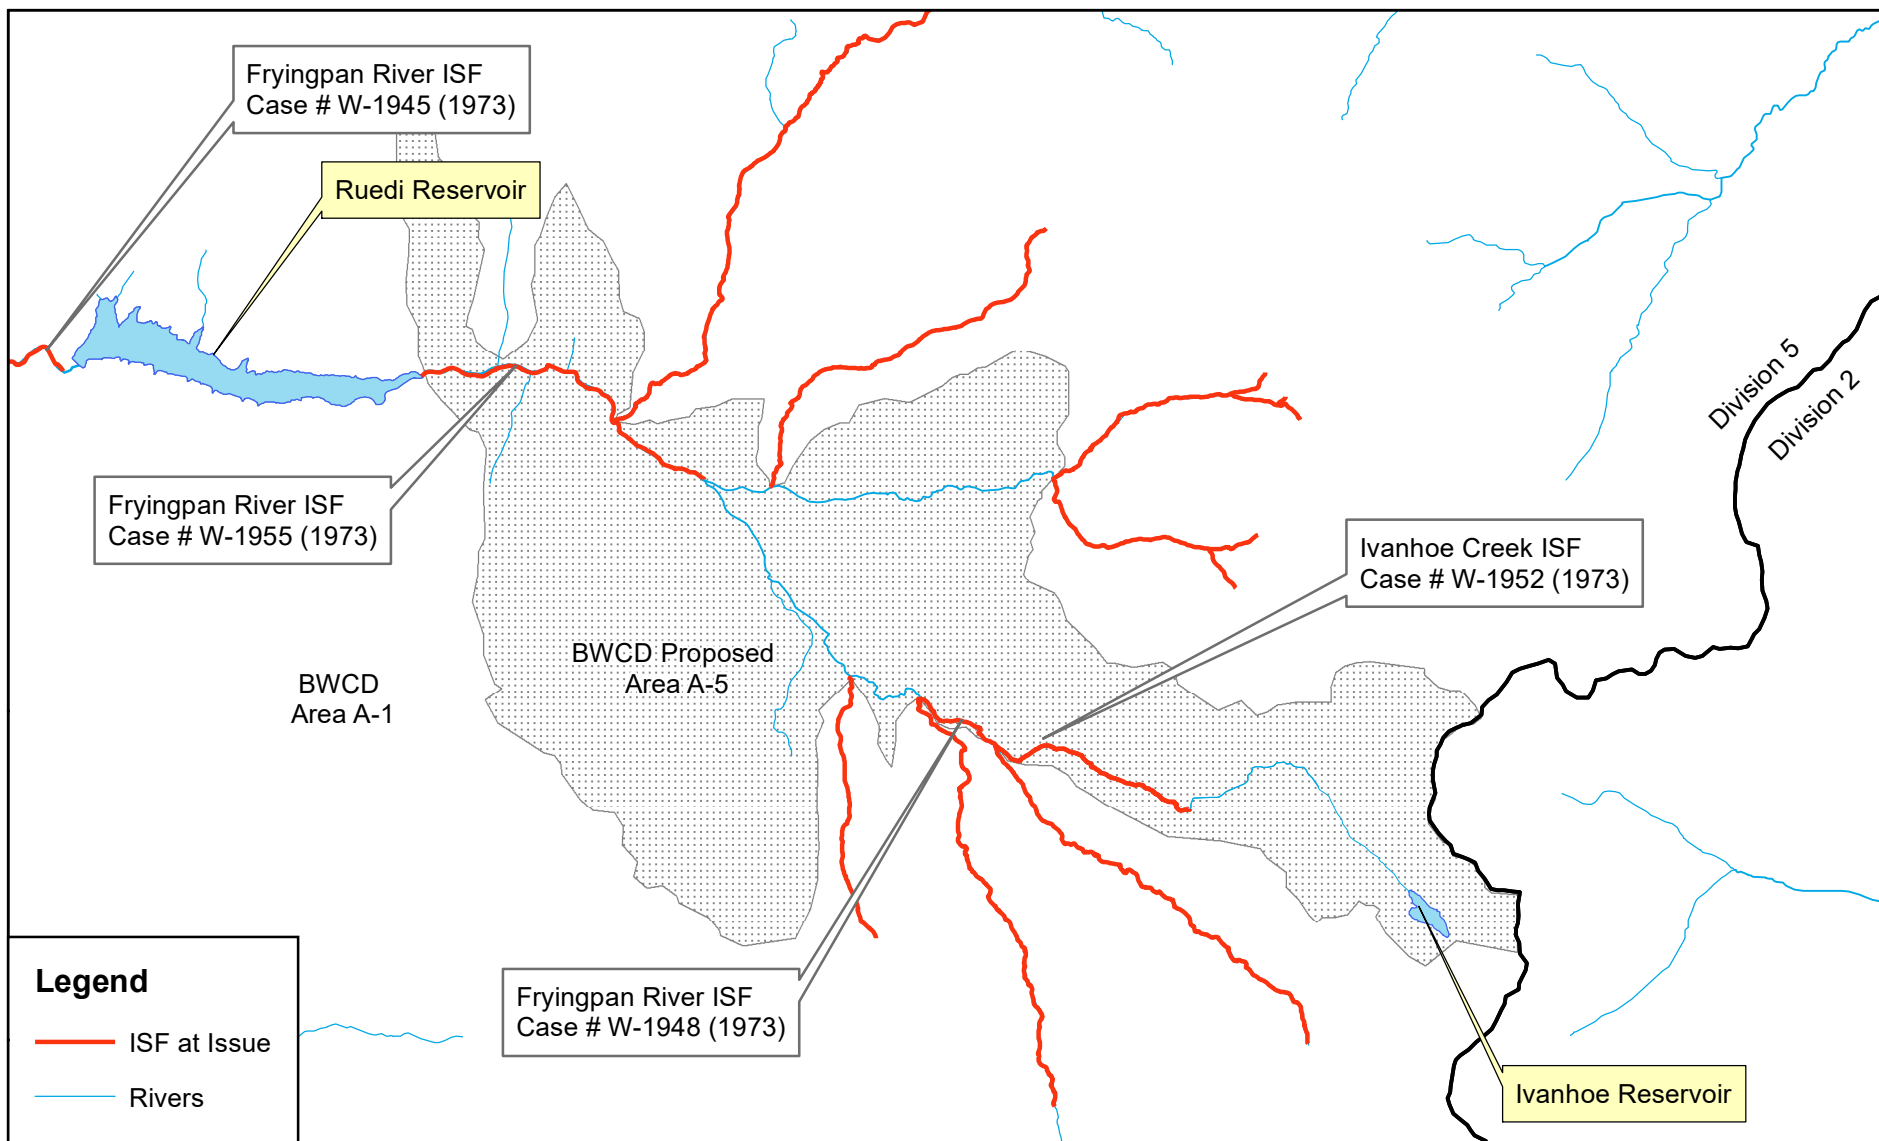 Fryingpan River ISF
Case # W-1945 (1973)
Ruedi Reservoir
Division 5
Division 2
Fryingpan River ISF
Case # W-1955 (1973)
Ivanhoe Creek ISF
Case # W-1952 (1973)
BWCD Proposed
Area A-5
BWCD
Area A-1
Fryingpan River ISF
Case # W-1948 (1973)
Ivanhoe Reservoir
Legend
ISF at Issue
Rivers